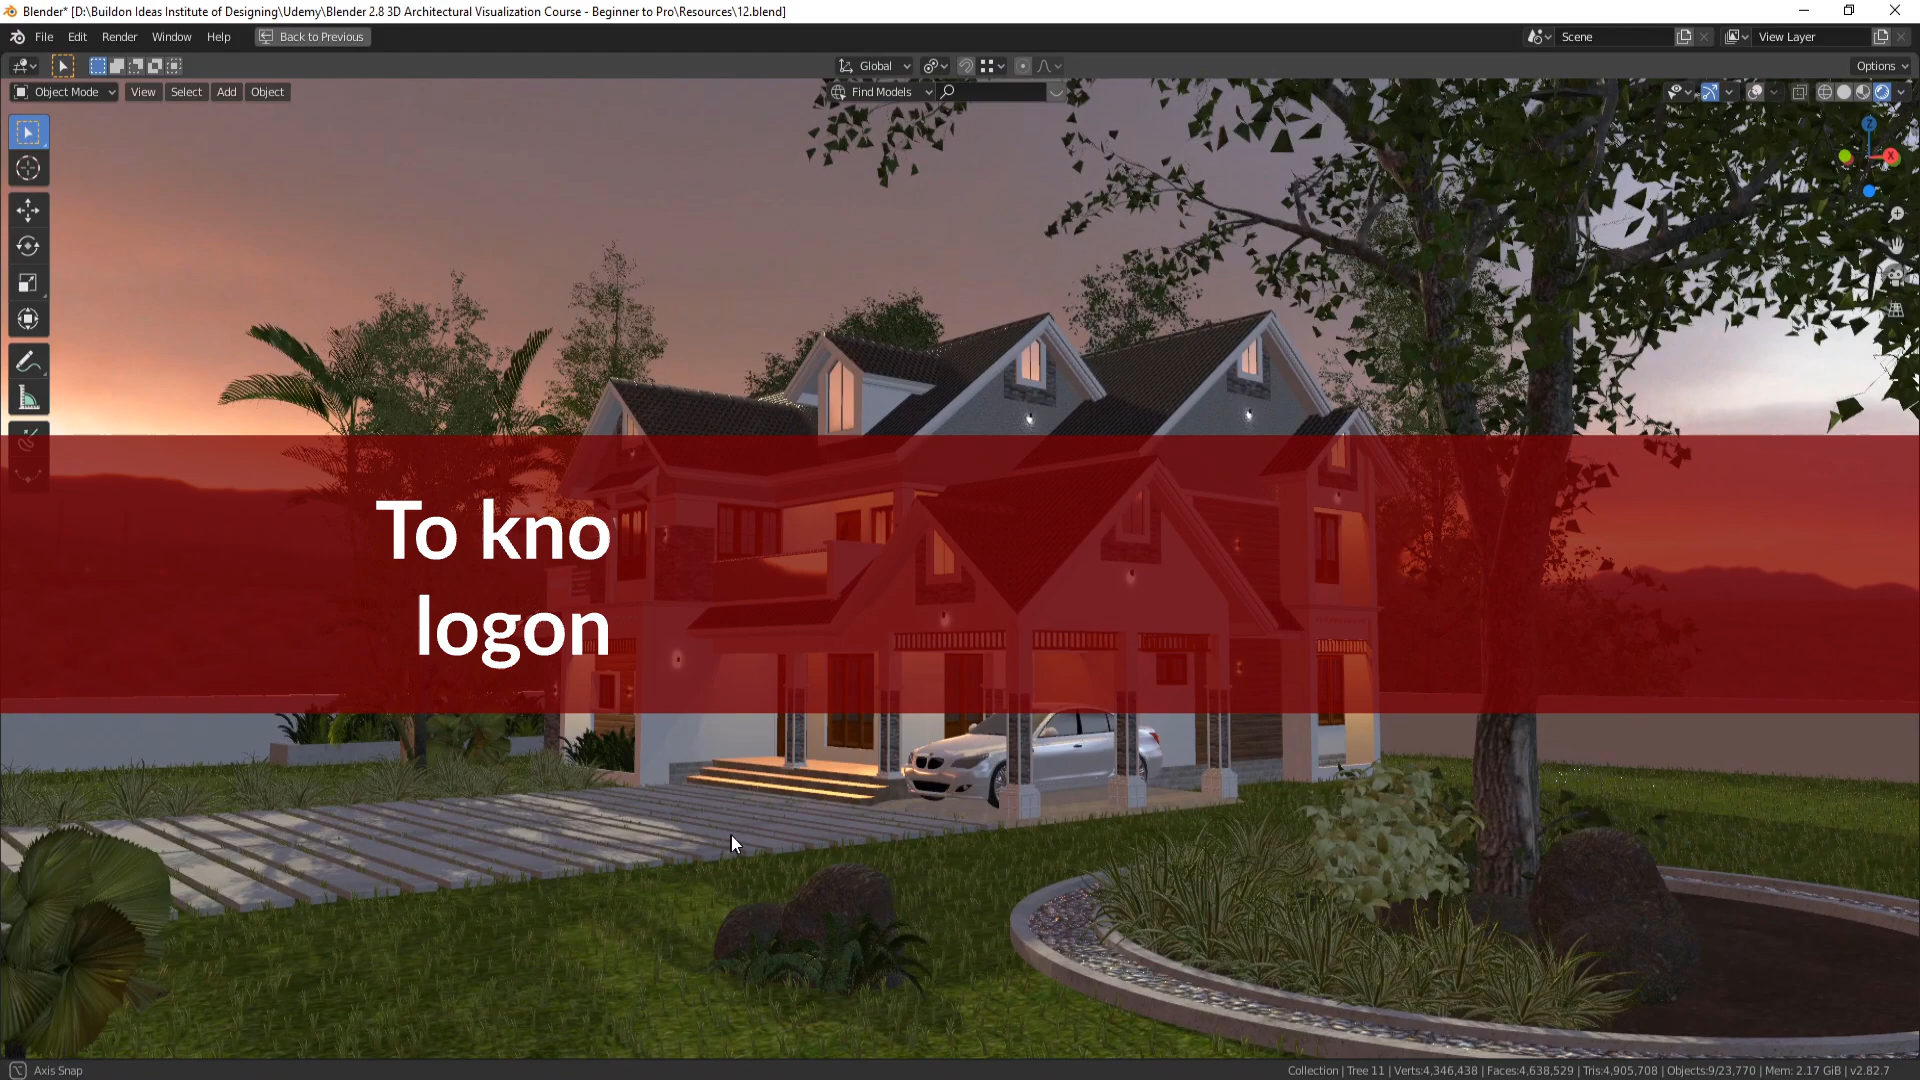 Blender* [D:\Buildon Ideas Institute of Designing\Udemy\Blender 2.8 3D Architectural Visualization Course - Beginner to Pro\Resources\12.blend]
File Edit Render Window Help Back to Previous Scene View Layer
Global Options
Object Mode View Select Add Object Find Models
Z
X
To kno
logon
Axis Snap Collection | Tree 11 | Verts:4,346,438 | Faces:4,638,529 | Tris:4,905,708 | Objects:9/23,770 | Mem: 2.17 GiB | v2.82.7